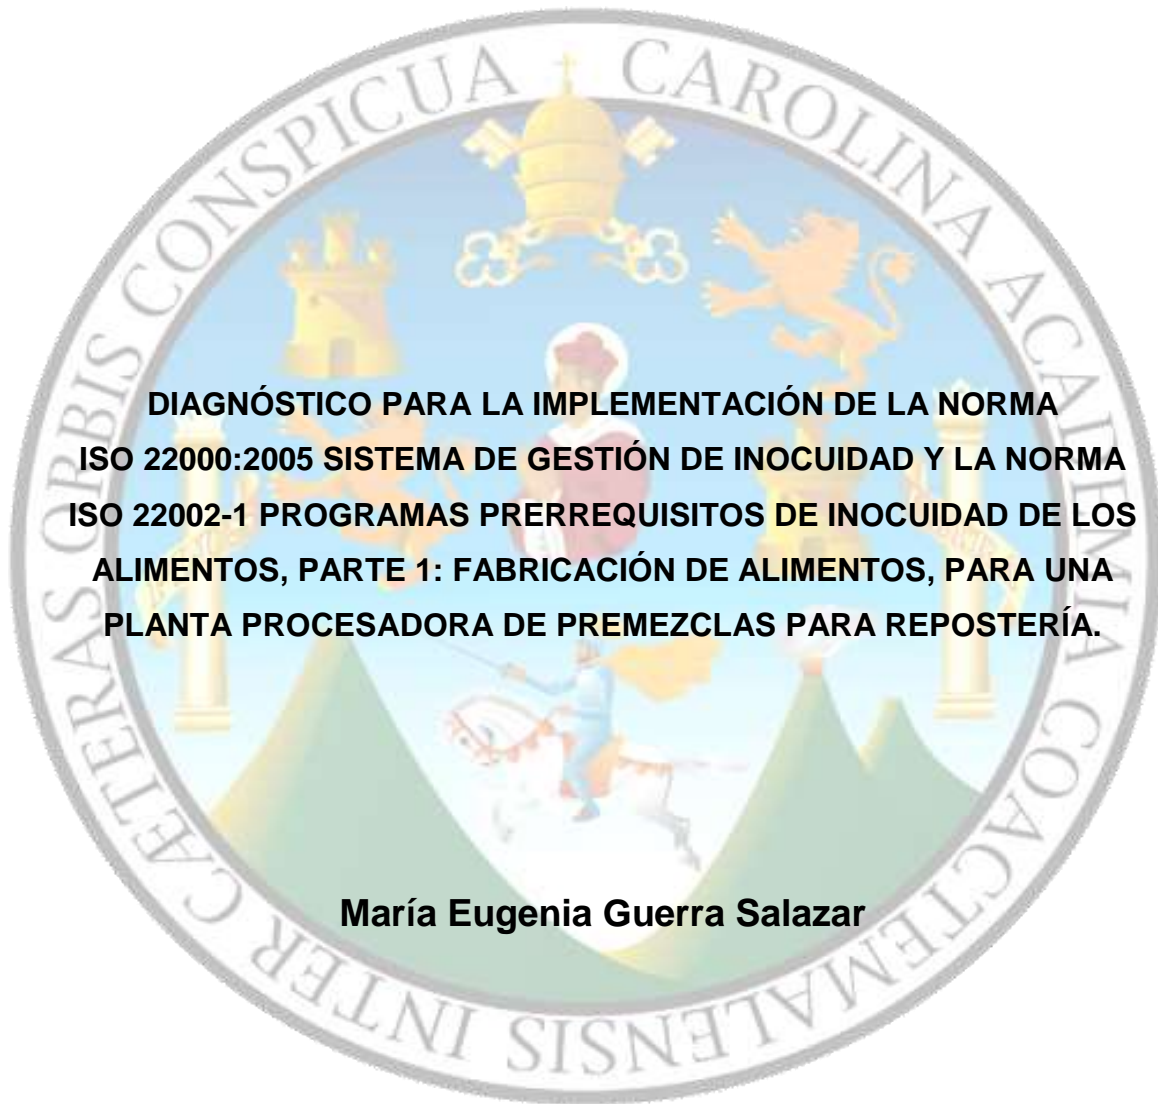 CAROLINA ACADEMIA COACTEMALENSIS INTER CÆTERAS ORBIS CONSPICUA
DIAGNÓSTICO PARA LA IMPLEMENTACIÓN DE LA NORMA
ISO 22000:2005 SISTEMA DE GESTIÓN DE INOCUIDAD Y LA NORMA
ISO 22002-1 PROGRAMAS PRERREQUISITOS DE INOCUIDAD DE LOS
ALIMENTOS, PARTE 1: FABRICACIÓN DE ALIMENTOS, PARA UNA
PLANTA PROCESADORA DE PREMEZCLAS PARA REPOSTERÍA.
María Eugenia Guerra Salazar